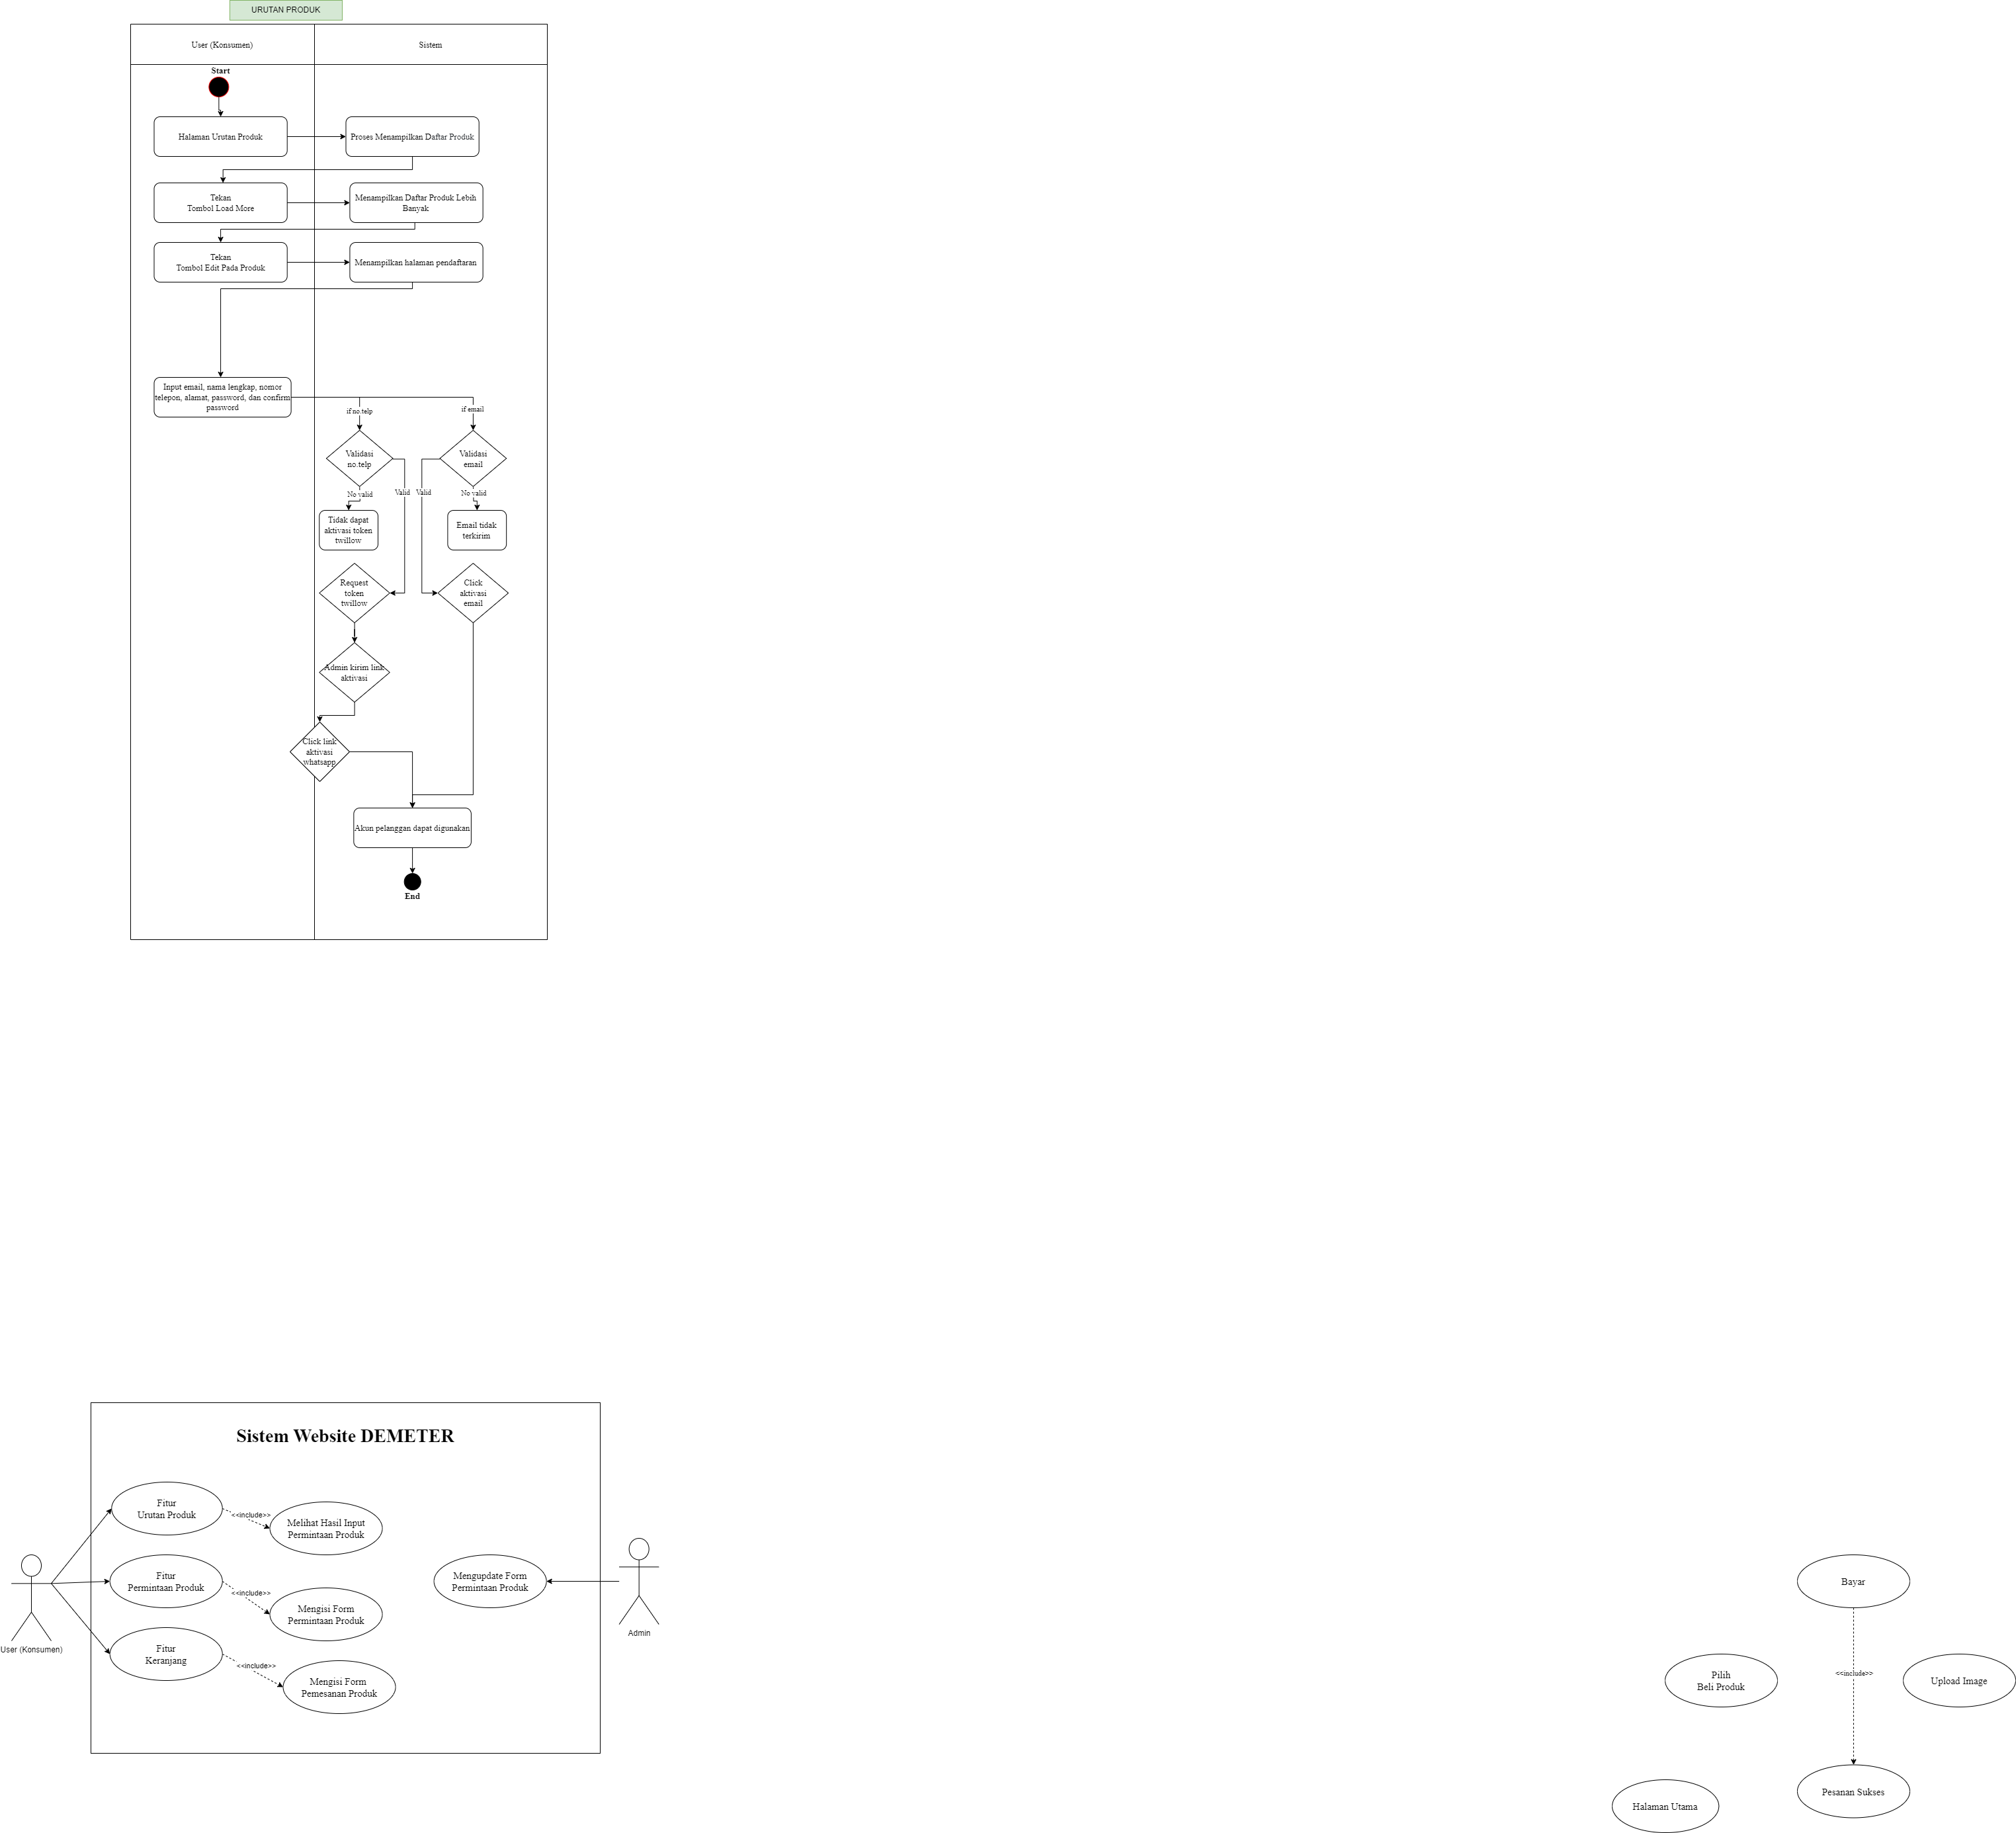 URUTAN PRODUK
User (Konsumen)
Sistem
Start
Halaman Urutan Produk
Proses Menampilkan Daftar Produk
Tekan
Tombol Load More
Menampilkan Daftar Produk Lebih
Banyak
Tekan
Tombol Edit Pada Produk
Menampilkan halaman pendaftaran
Input email, nama lengkap, nomor
telepon, alamat, password, dan confirm
password
if no.telp
if email
Validasi
no.telp
Validasi
email
No valid
Valid
Valid
No valid
Tidak dapat
aktivasi token
twillow
Email tidak
terkirim
Request
token
twillow
Click
aktivasi
email
Admin kirim link
aktivasi
Click link
aktivasi
whatsapp
Akun pelanggan dapat digunakan
End
Sistem Website DEMETER
Fitur
Urutan Produk
<<include>>
Melihat Hasil Input
Permintaan Produk
Fitur
Permintaan Produk
<<include>>
Mengisi Form
Permintaan Produk
Fitur
Keranjang
<<include>>
Mengisi Form
Pemesanan Produk
Mengupdate Form
Permintaan Produk
User (Konsumen)
Admin
Bayar
<<include>>
Pilih
Beli Produk
Upload Image
Pesanan Sukses
Halaman Utama